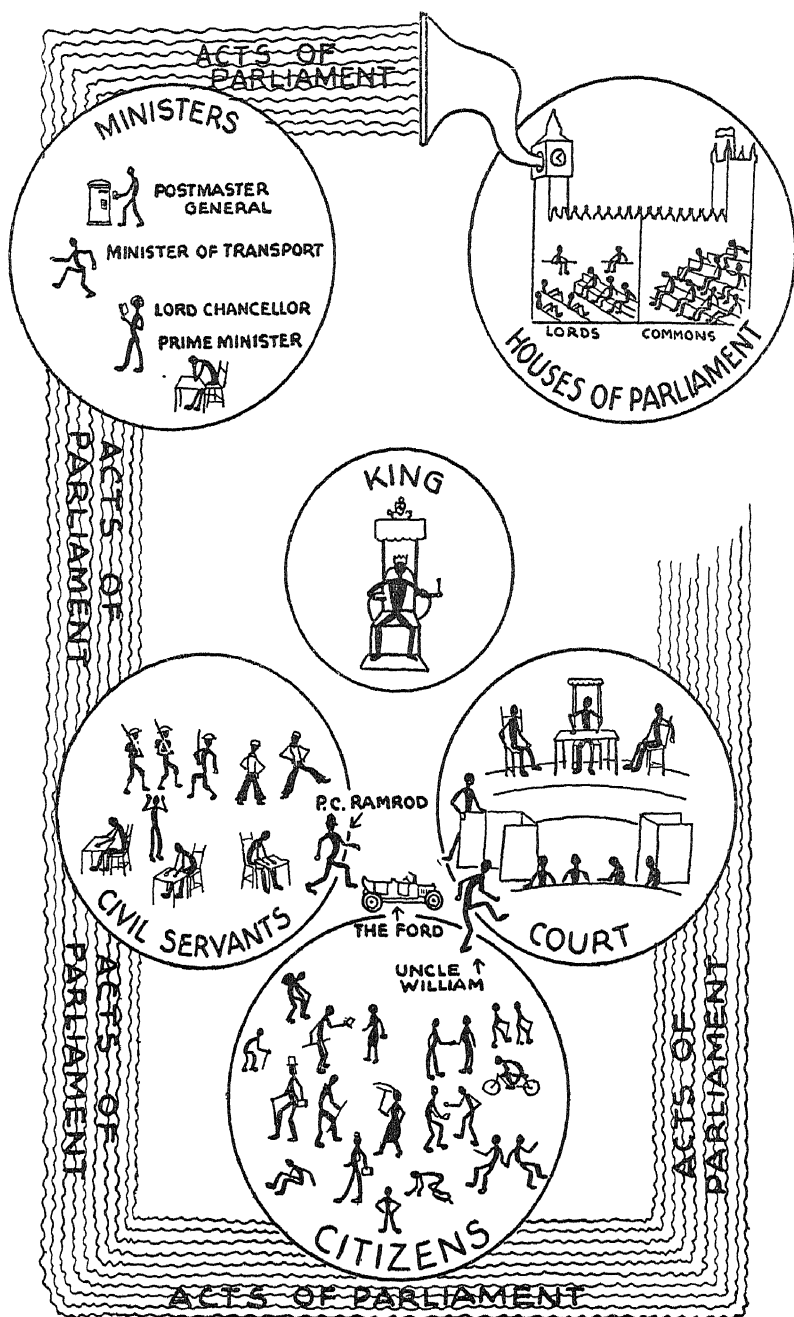 ACTS OF
PARLIAMENT
MINISTERS
POSTMASTER
GENERAL
MINISTER OF TRANSPORT
LORD CHANCELLOR
PRIME MINISTER
LORDS
COMMONS
HOUSES OF PARLIAMENT
ACTS OF
PARLIAMENT
KING
P.C. RAMROD
CIVIL SERVANTS
THE FORD
COURT
UNCLE
WILLIAM
ACTS OF
PARLIAMENT
ACTS OF
PARLIAMENT
CITIZENS
ACTS OF PARLIAMENT